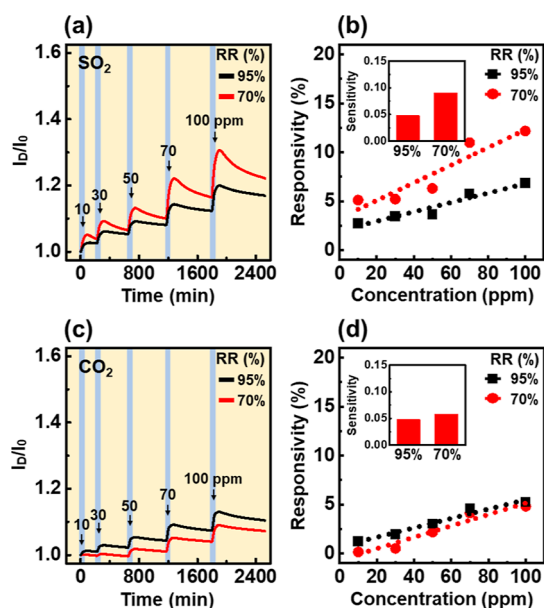 (a)
1.6
1.4
1.2
1.0
I_D/I_0
SO₂
RR (%)
95%
70%
10
30
50
70
100 ppm
0
800
1600
2400
Time (min)
(b)
20
15
10
5
0
Responsivity (%)
RR (%)
95%
70%
0.15
0.10
0.05
0.00
Sensitivity
95% 70%
0 20 40 60 80 100
Concentration (ppm)
(c)
1.6
1.4
1.2
1.0
I_D/I_0
CO₂
RR (%)
95%
70%
10
30
50
70
100 ppm
0
800
1600
2400
Time (min)
(d)
20
15
10
5
0
Responsivity (%)
RR (%)
95%
70%
0.15
0.10
0.05
0.00
Sensitivity
95% 70%
0 20 40 60 80 100
Concentration (ppm)